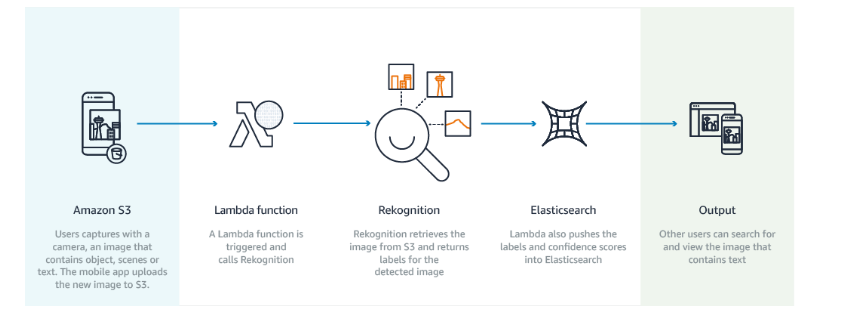 Amazon S3
Users captures with a
camera, an image that
contains object, scenes or
text. The mobile app uploads
the new image to S3.
Lambda function
A Lambda function is
triggered and
calls Rekognition
Rekognition
Rekognition retrieves the
image from S3 and returns
labels for the
detected image
Elasticsearch
Lambda also pushes the
labels and confidence scores
into Elasticsearch
Output
Other users can search for
and view the image that
contains text